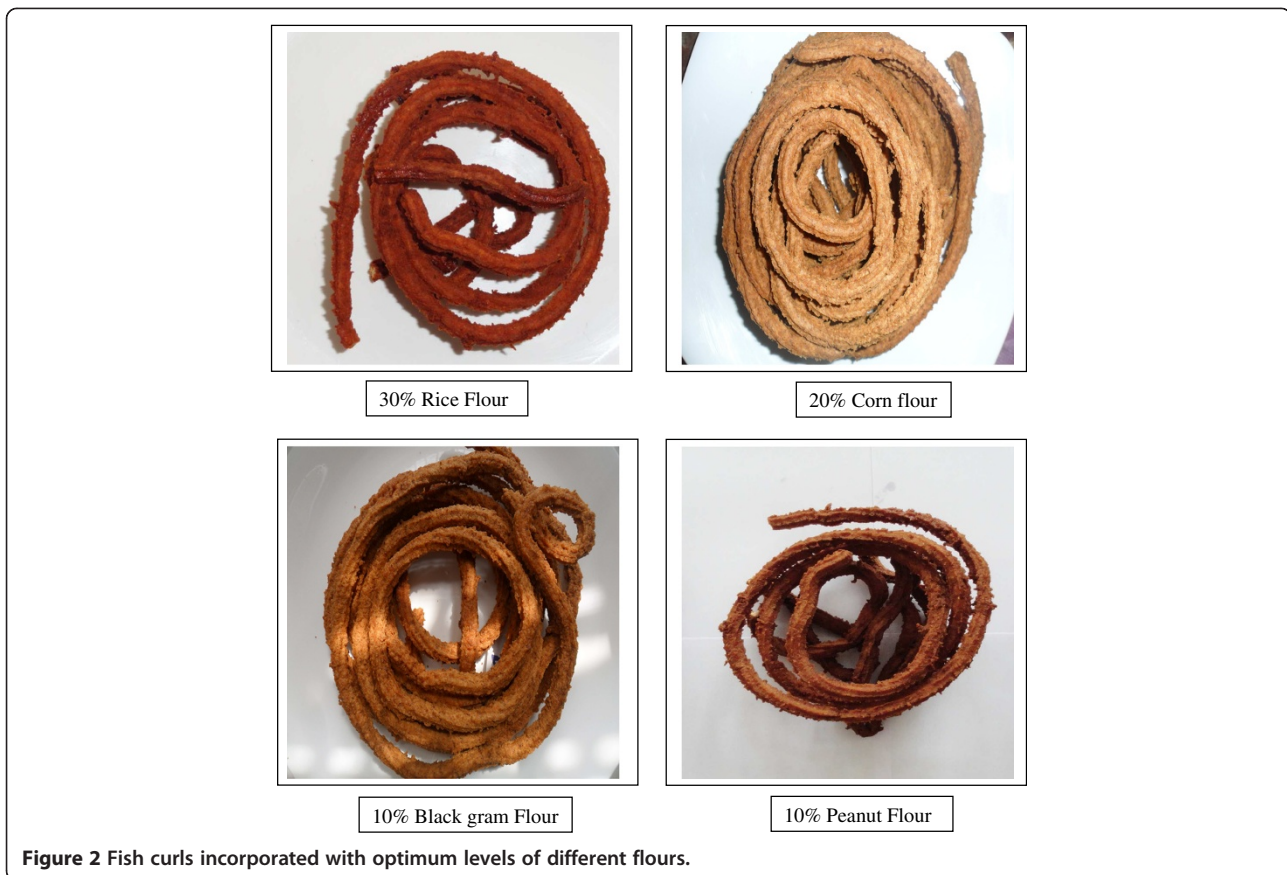 30% Rice Flour
20% Corn flour
10% Black gram Flour
10% Peanut Flour
Figure 2 Fish curls incorporated with optimum levels of different flours.